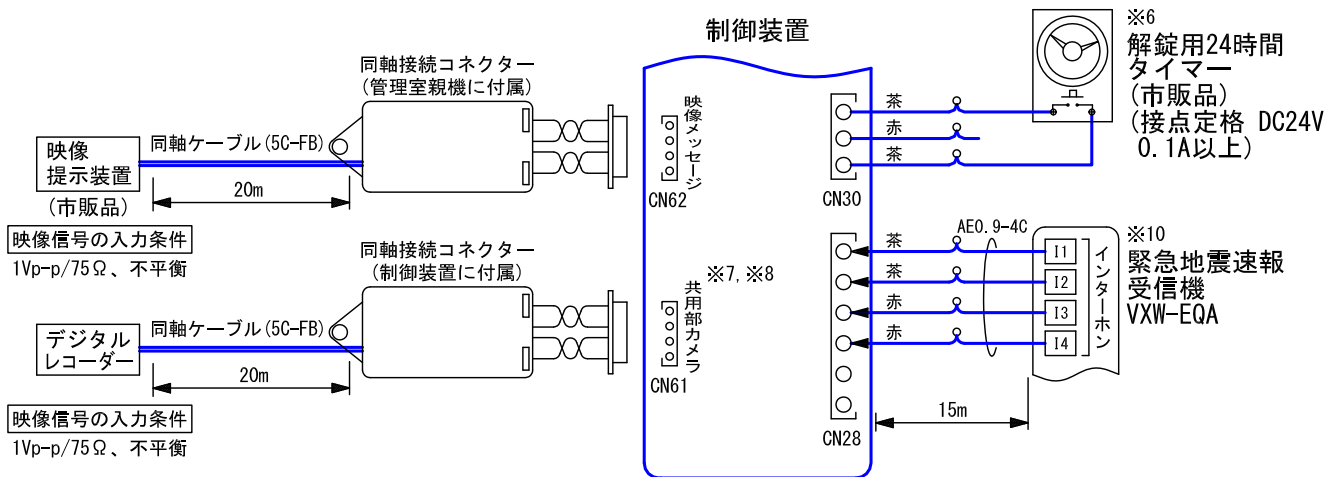 制御装置
同軸接続コネクター
(管理室親機に付属)
映像
提示装置
(市販品)
同軸ケーブル(5C-FB)
20m
映像信号の入力条件
1Vp-p/75Ω、不平衡
同軸接続コネクター
(制御装置に付属)
デジタル
レコーダー
同軸ケーブル(5C-FB)
20m
映像信号の入力条件
1Vp-p/75Ω、不平衡
映像メッセージ
CN62
※7, ※8
共用部カメラ
CN61
茶
赤
茶
CN30
※6
解錠用24時間
タイマー
(市販品)
(接点定格 DC24V
0.1A以上)
AE0.9-4C
茶
茶
赤
赤
CN28
I1
I2
I3
I4
インターホン
15m
※10
緊急地震速報
受信機
VXW-EQA